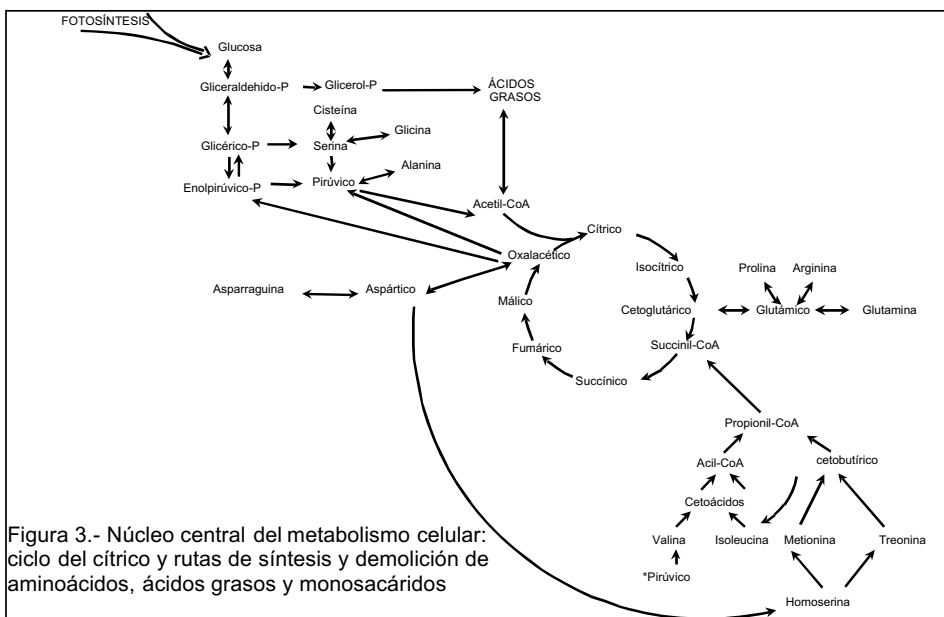 FOTOSÍNTESIS
Glucosa
Gliceraldehido-P
Glicerol-P
ÁCIDOS
GRASOS
Cisteína
Glicina
Glicérico-P
Serina
Alanina
Enolpirúvico-P
Pirúvico
Acetil-CoA
Cítrico
Oxalacético
Isocítrico
Prolina
Arginina
Asparraguina
Aspártico
Málico
Cetoglutárico
Glutámico
Glutamina
Fumárico
Succinil-CoA
Succínico
Propionil-CoA
Acil-CoA
cetobutírico
Cetoácidos
Valina
Isoleucina
Metionina
Treonina
*Pirúvico
Homoserina
Figura 3.- Núcleo central del metabolismo celular:
ciclo del cítrico y rutas de síntesis y demolición de
aminoácidos, ácidos grasos y monosacáridos